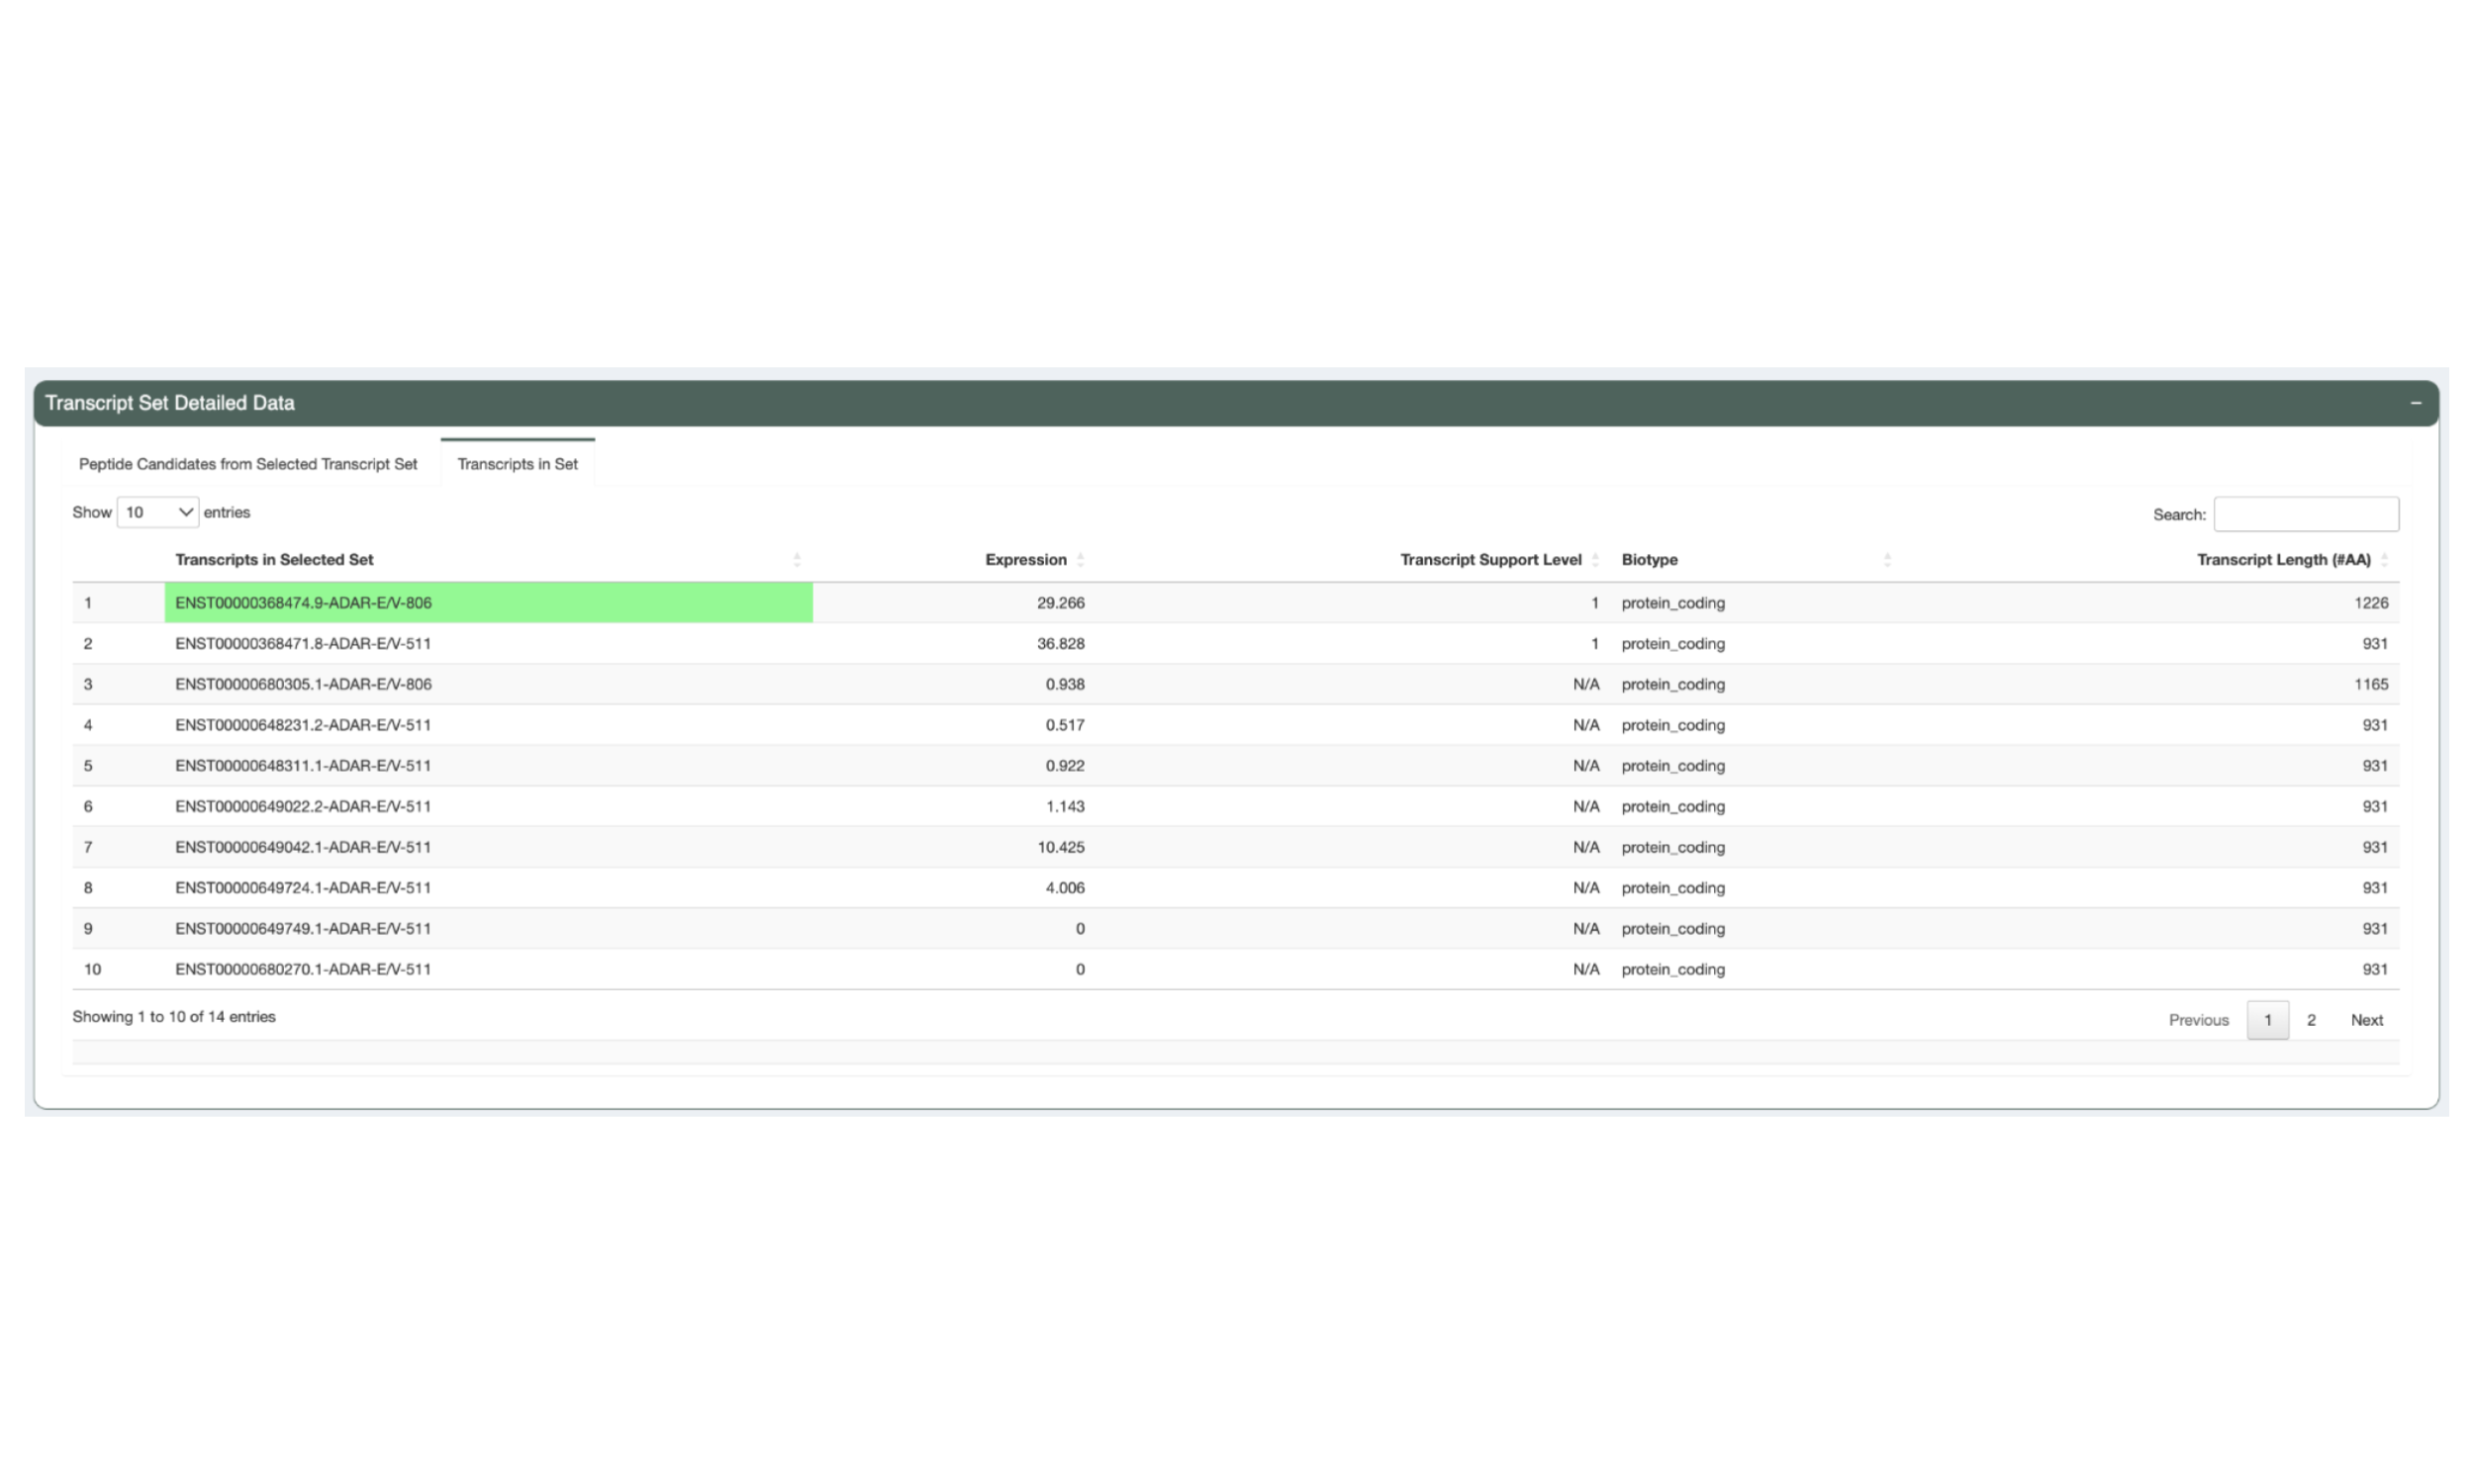 Transcript Set Detailed Data −
Peptide Candidates from Selected Transcript Set Transcripts in Set
Show 10 entries Search:
Transcripts in Selected Set Expression Transcript Support Level Biotype Transcript Length (#AA)
1 ENST00000368474.9-ADAR-E/V-806 29.266 1 protein_coding 1226
2 ENST00000368471.8-ADAR-E/V-511 36.828 1 protein_coding 931
3 ENST00000680305.1-ADAR-E/V-806 0.938 N/A protein_coding 1165
4 ENST00000648231.2-ADAR-E/V-511 0.517 N/A protein_coding 931
5 ENST00000648311.1-ADAR-E/V-511 0.922 N/A protein_coding 931
6 ENST00000649022.2-ADAR-E/V-511 1.143 N/A protein_coding 931
7 ENST00000649042.1-ADAR-E/V-511 10.425 N/A protein_coding 931
8 ENST00000649724.1-ADAR-E/V-511 4.006 N/A protein_coding 931
9 ENST00000649749.1-ADAR-E/V-511 0 N/A protein_coding 931
10 ENST00000680270.1-ADAR-E/V-511 0 N/A protein_coding 931
Showing 1 to 10 of 14 entries Previous 1 2 Next